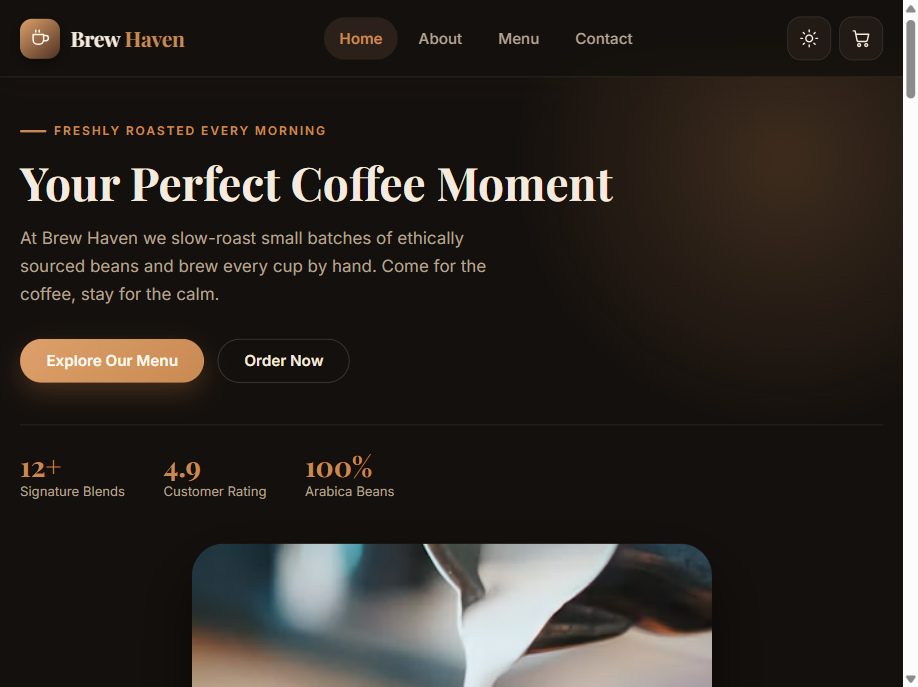 Brew Haven
Home
About
Menu
Contact
FRESHLY ROASTED EVERY MORNING
Your Perfect Coffee Moment
At Brew Haven we slow-roast small batches of ethically
sourced beans and brew every cup by hand. Come for the
coffee, stay for the calm.
Explore Our Menu
Order Now
12+
Signature Blends
4.9
Customer Rating
100%
Arabica Beans